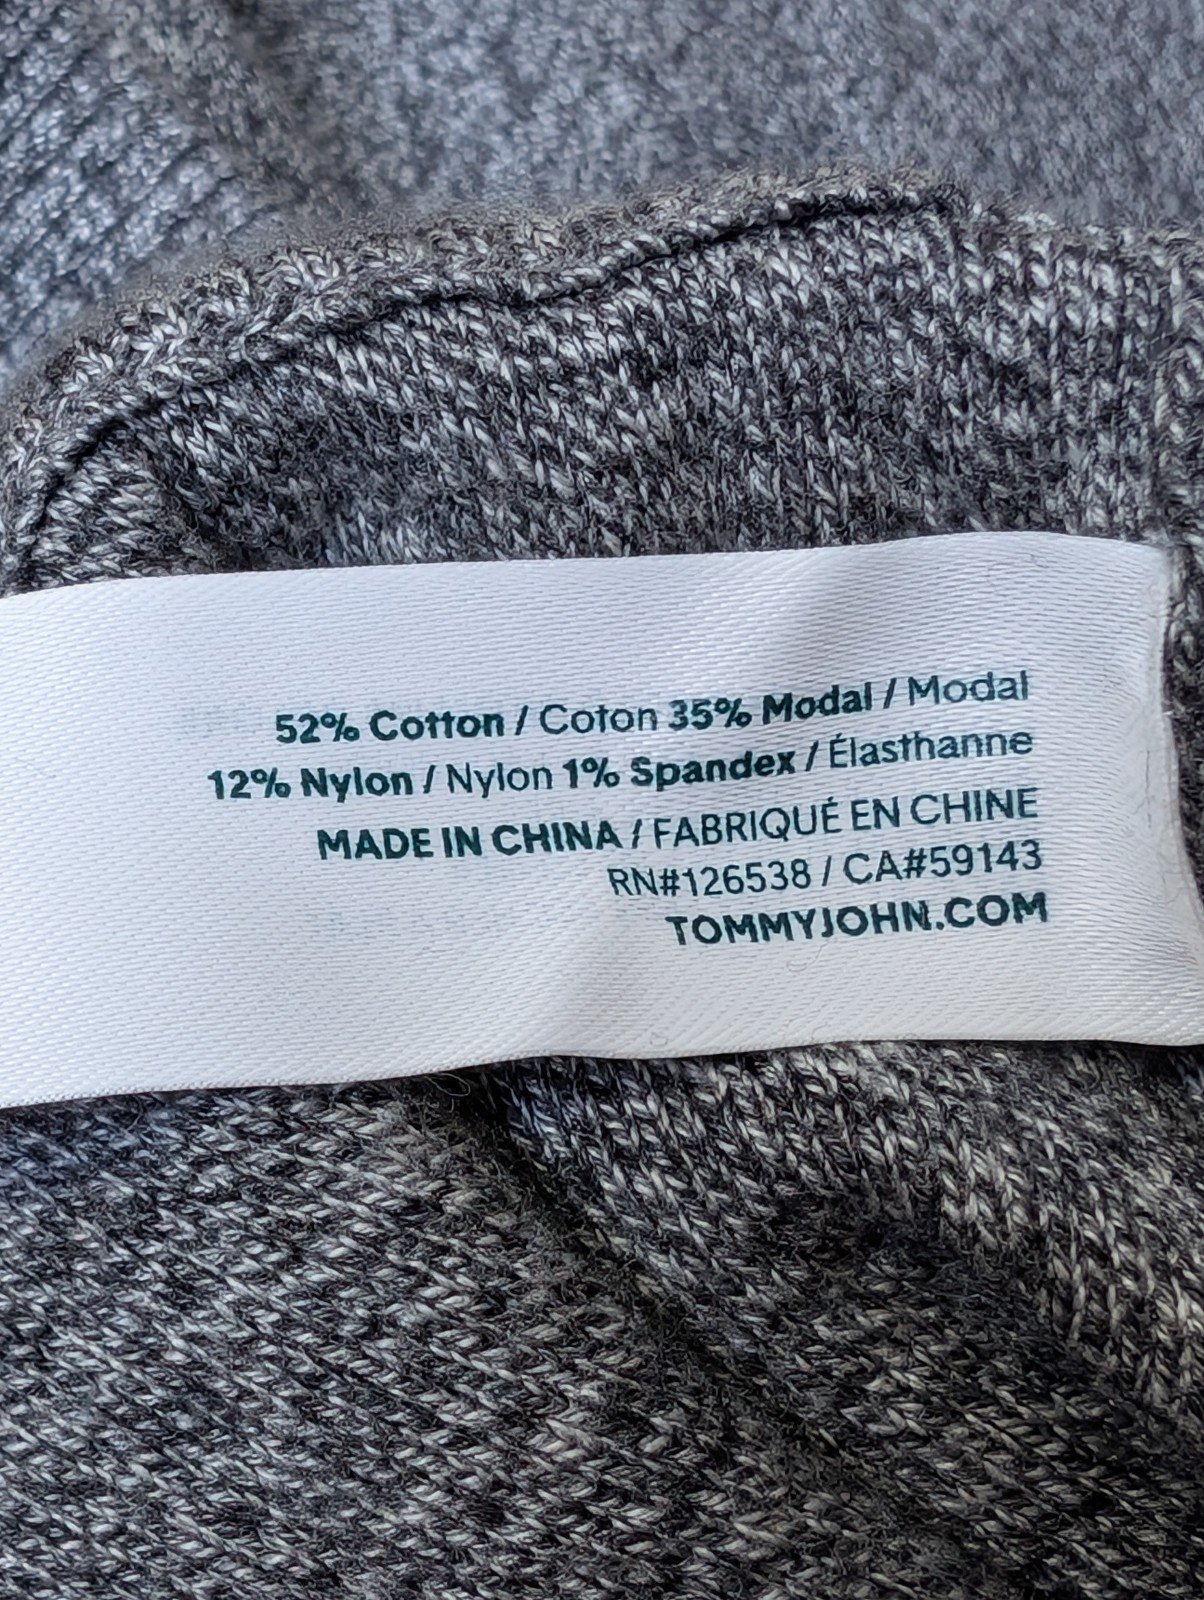 52% Cotton / Coton 35% Modal / Modal
12% Nylon / Nylon 1% Spandex / Élasthanne
MADE IN CHINA / FABRIQUÉ EN CHINE
RN#126538 / CA#59143
TOMMYJOHN.COM